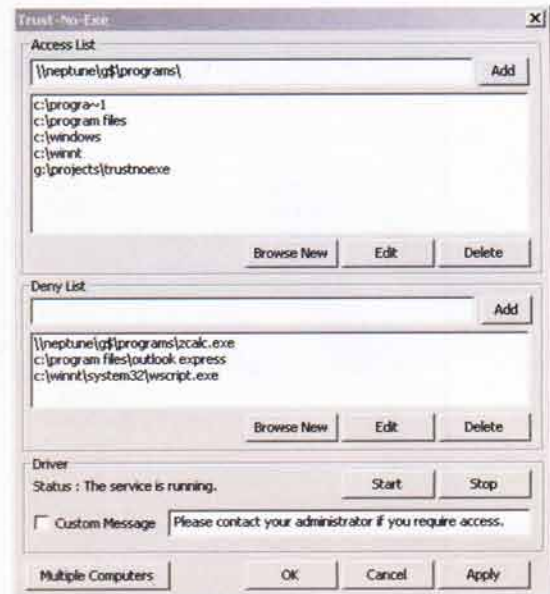 Trust-No-Exe
Access List
\\neptune\g$\programs\
Add
c:\progra~1
c:\program files
c:\windows
c:\winnt
g:\projects\trustnoexe
Browse New Edit Delete
Deny List
Add
\\neptune\g$\programs\zcalc.exe
c:\program files\outlook express
c:\winnt\system32\wscript.exe
Browse New Edit Delete
Driver
Status : The service is running. Start Stop
Custom Message Please contact your administrator if you require access.
Multiple Computers OK Cancel Apply